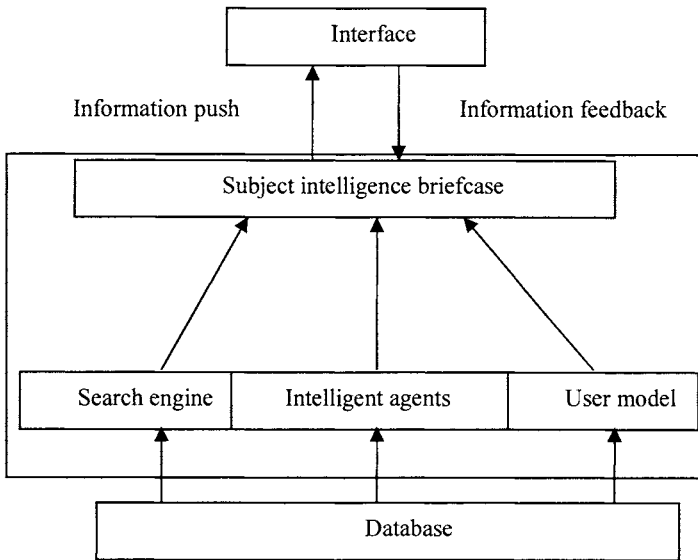 Interface
Information push
Information feedback
Subject intelligence briefcase
Search engine
Intelligent agents
User model
Database